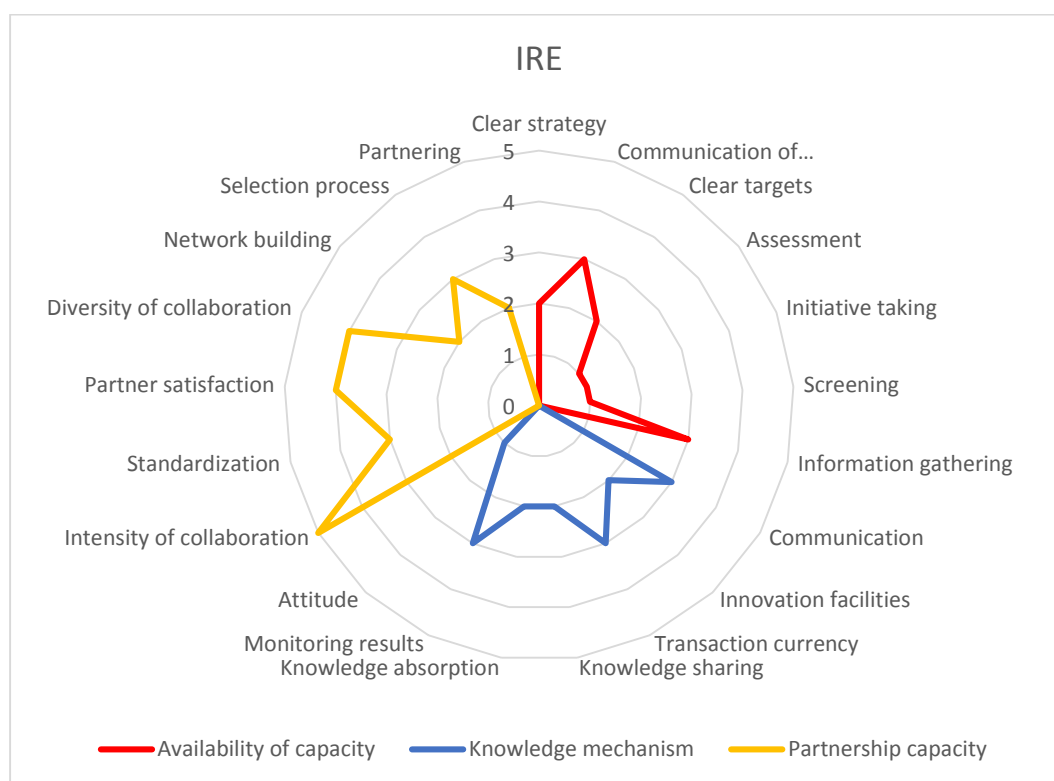 IRE
Clear strategy
Communication of…
Clear targets
Assessment
Initiative taking
Screening
Information gathering
Communication
Innovation facilities
Transaction currency
Knowledge sharing
Knowledge absorption
Monitoring results
Attitude
Intensity of collaboration
Standardization
Partner satisfaction
Diversity of collaboration
Network building
Selection process
Partnering
5
4
3
2
1
0
Availability of capacity
Knowledge mechanism
Partnership capacity